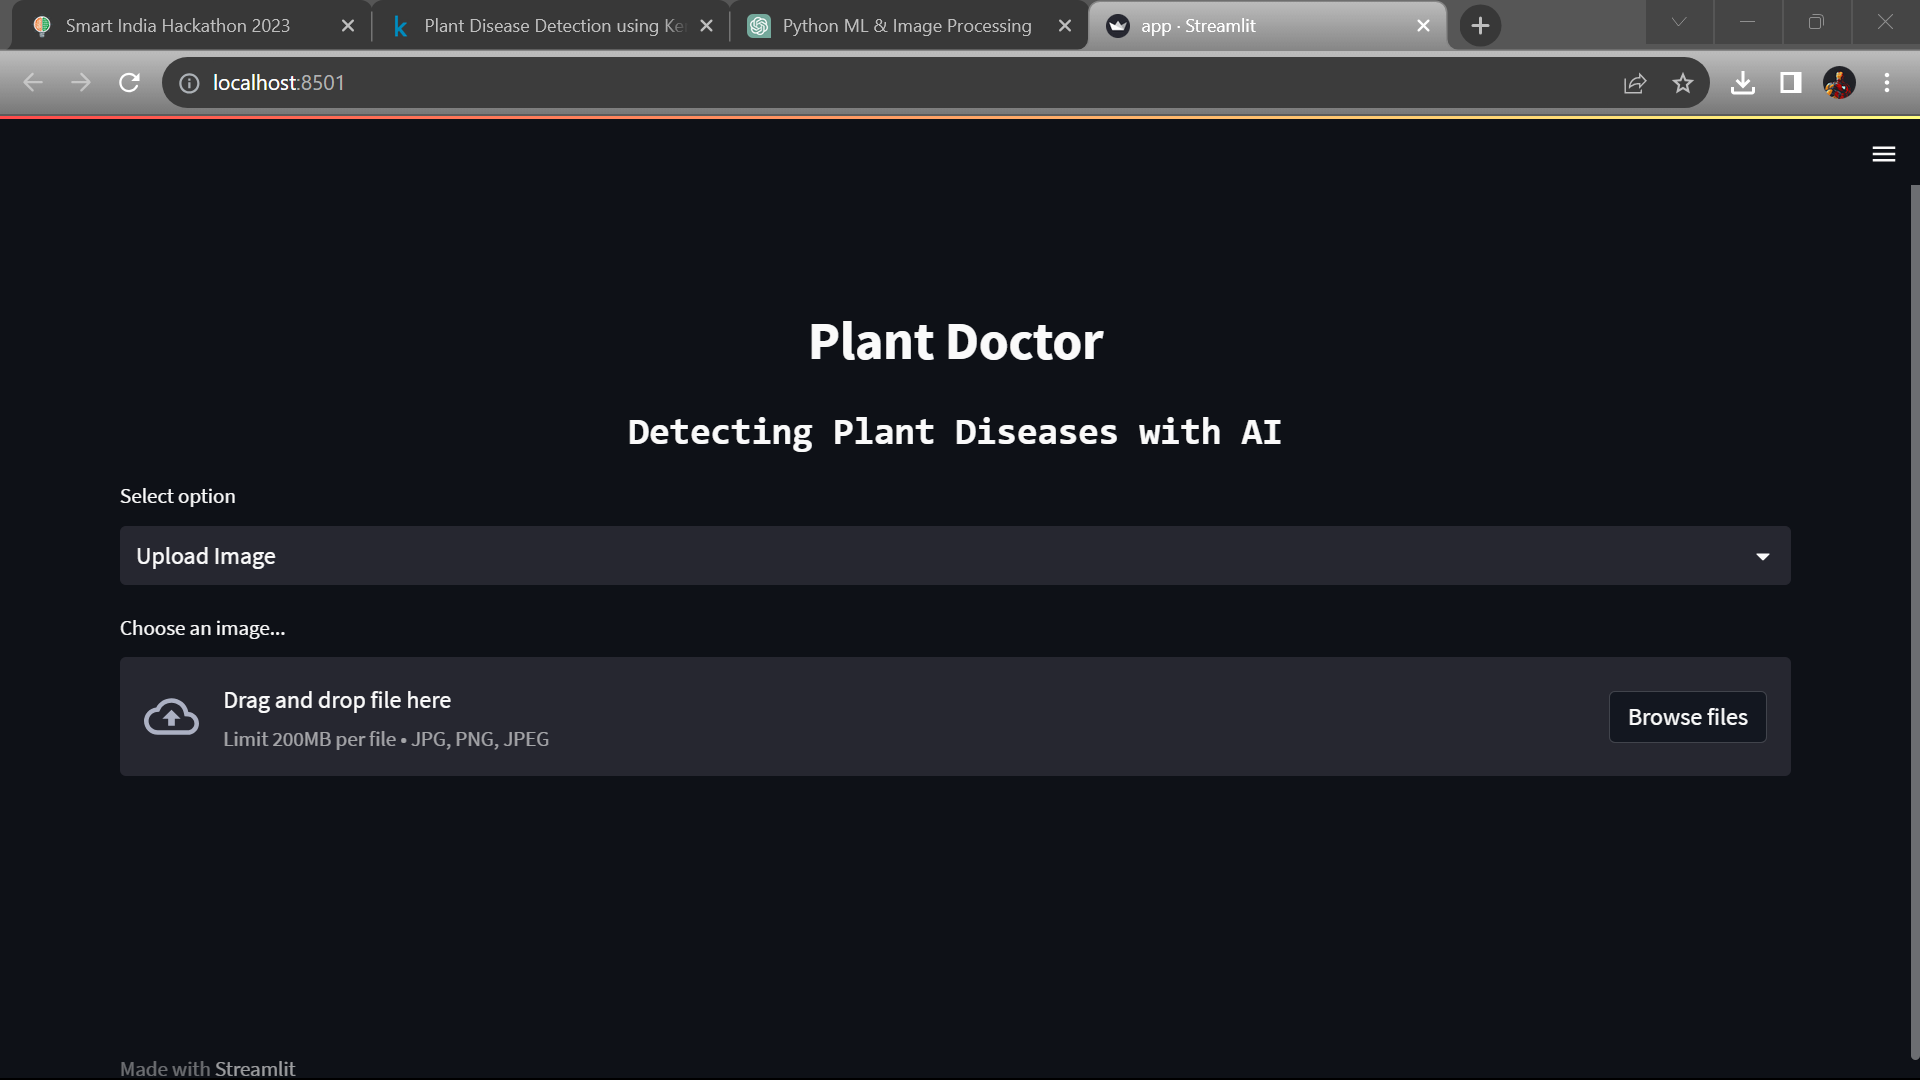 Smart India Hackathon 2023
Plant Disease Detection using Ke
Python ML & Image Processing
app · Streamlit
localhost:8501
Plant Doctor
Detecting Plant Diseases with AI
Select option
Upload Image
Choose an image...
Drag and drop file here
Limit 200MB per file • JPG, PNG, JPEG
Browse files
Made with Streamlit